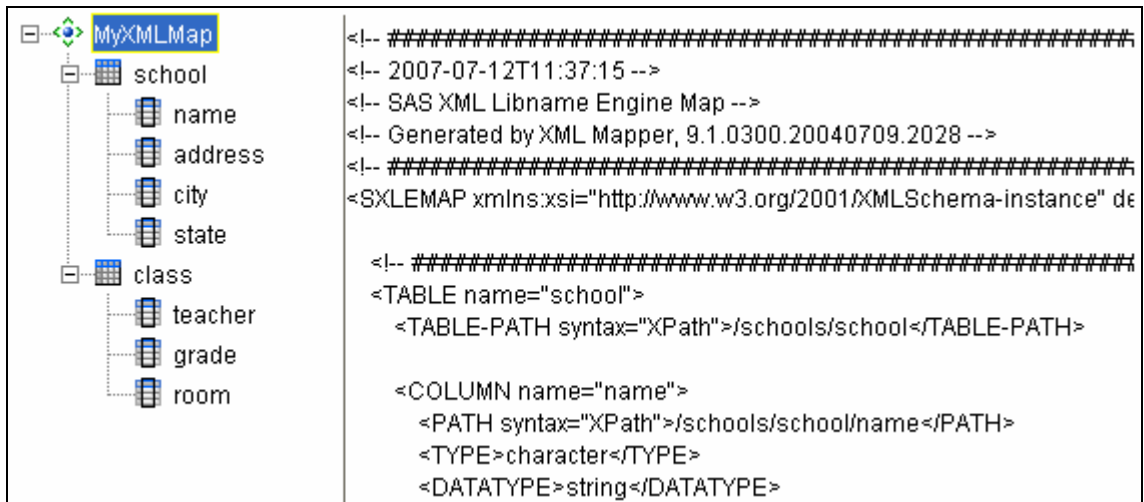 MyXMLMap
school
name
address
city
state
class
teacher
grade
room
<!-- ##################################################
<!-- 2007-07-12T11:37:15 -->
<!-- SAS XML Libname Engine Map -->
<!-- Generated by XML Mapper, 9.1.0300.20040709.2028 -->
<!-- ##################################################
<SXLEMAP xmlns:xsi="http://www.w3.org/2001/XMLSchema-instance" de
<!-- ################################################
<TABLE name="school">
<TABLE-PATH syntax="XPath">/schools/school</TABLE-PATH>
<COLUMN name="name">
<PATH syntax="XPath">/schools/school/name</PATH>
<TYPE>character</TYPE>
<DATATYPE>string</DATATYPE>